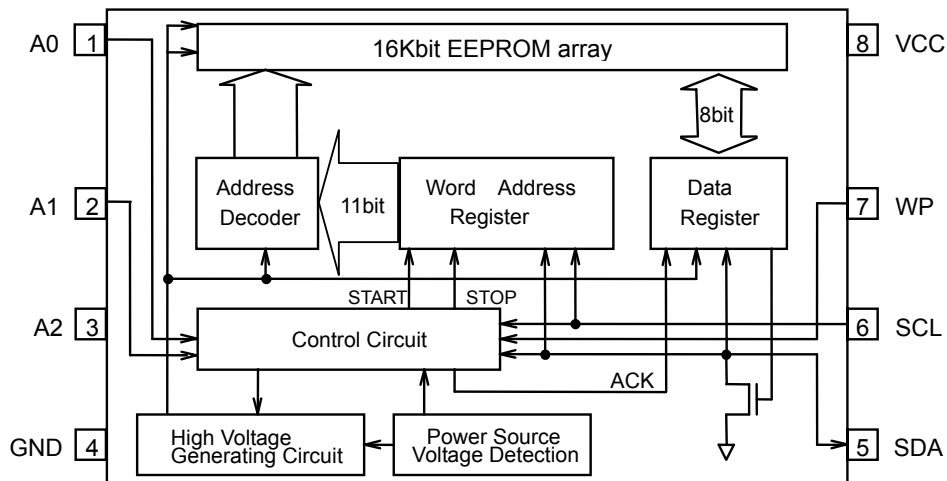 A0
1
16Kbit EEPROM array
8
VCC
8bit
A1
2
Address
Decoder
11bit
Word Address
Register
Data
Register
7
WP
START
STOP
A2
3
Control Circuit
6
SCL
ACK
GND
4
High Voltage
Generating Circuit
Power Source
Voltage Detection
5
SDA